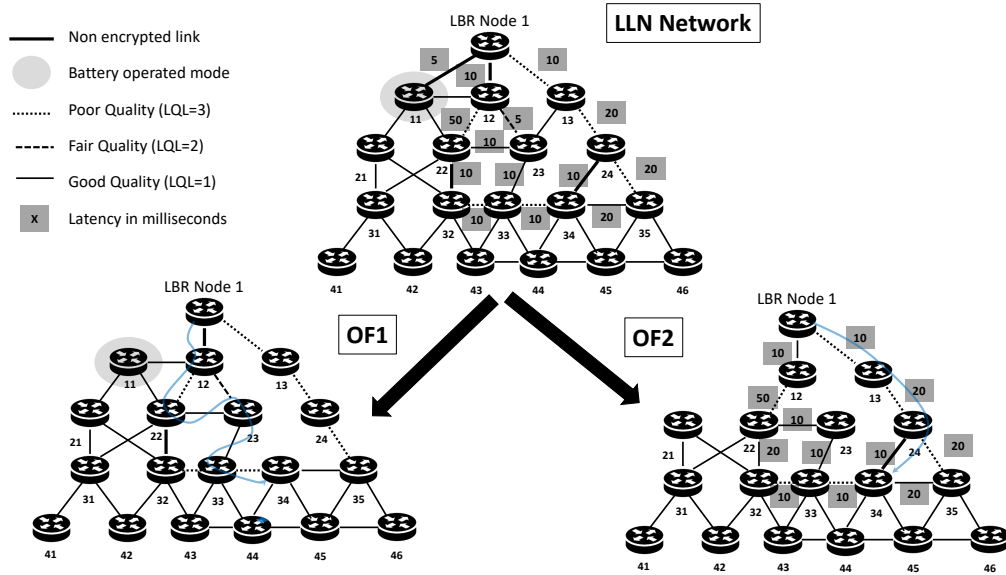 LBR Node 1
LLN Network
Non encrypted link
Battery operated mode
Poor Quality (LQL=3)
Fair Quality (LQL=2)
Good Quality (LQL=1)
X Latency in milliseconds
5 10 10
11 50 12 5 13 20
10
21 22 10 10 23 10 24 20
10 10 20
31 32 33 34 35
41 42 43 44 45 46
OF1
OF2
LBR Node 1
11 12 13
21 22 23 24
31 32 33 34 35
41 42 43 44 45 46
LBR Node 1
10
10
12 13
50 20
10
21 22 20 10 23 10 24 20
10 10 20
31 32 33 34 35
41 42 43 44 45 46